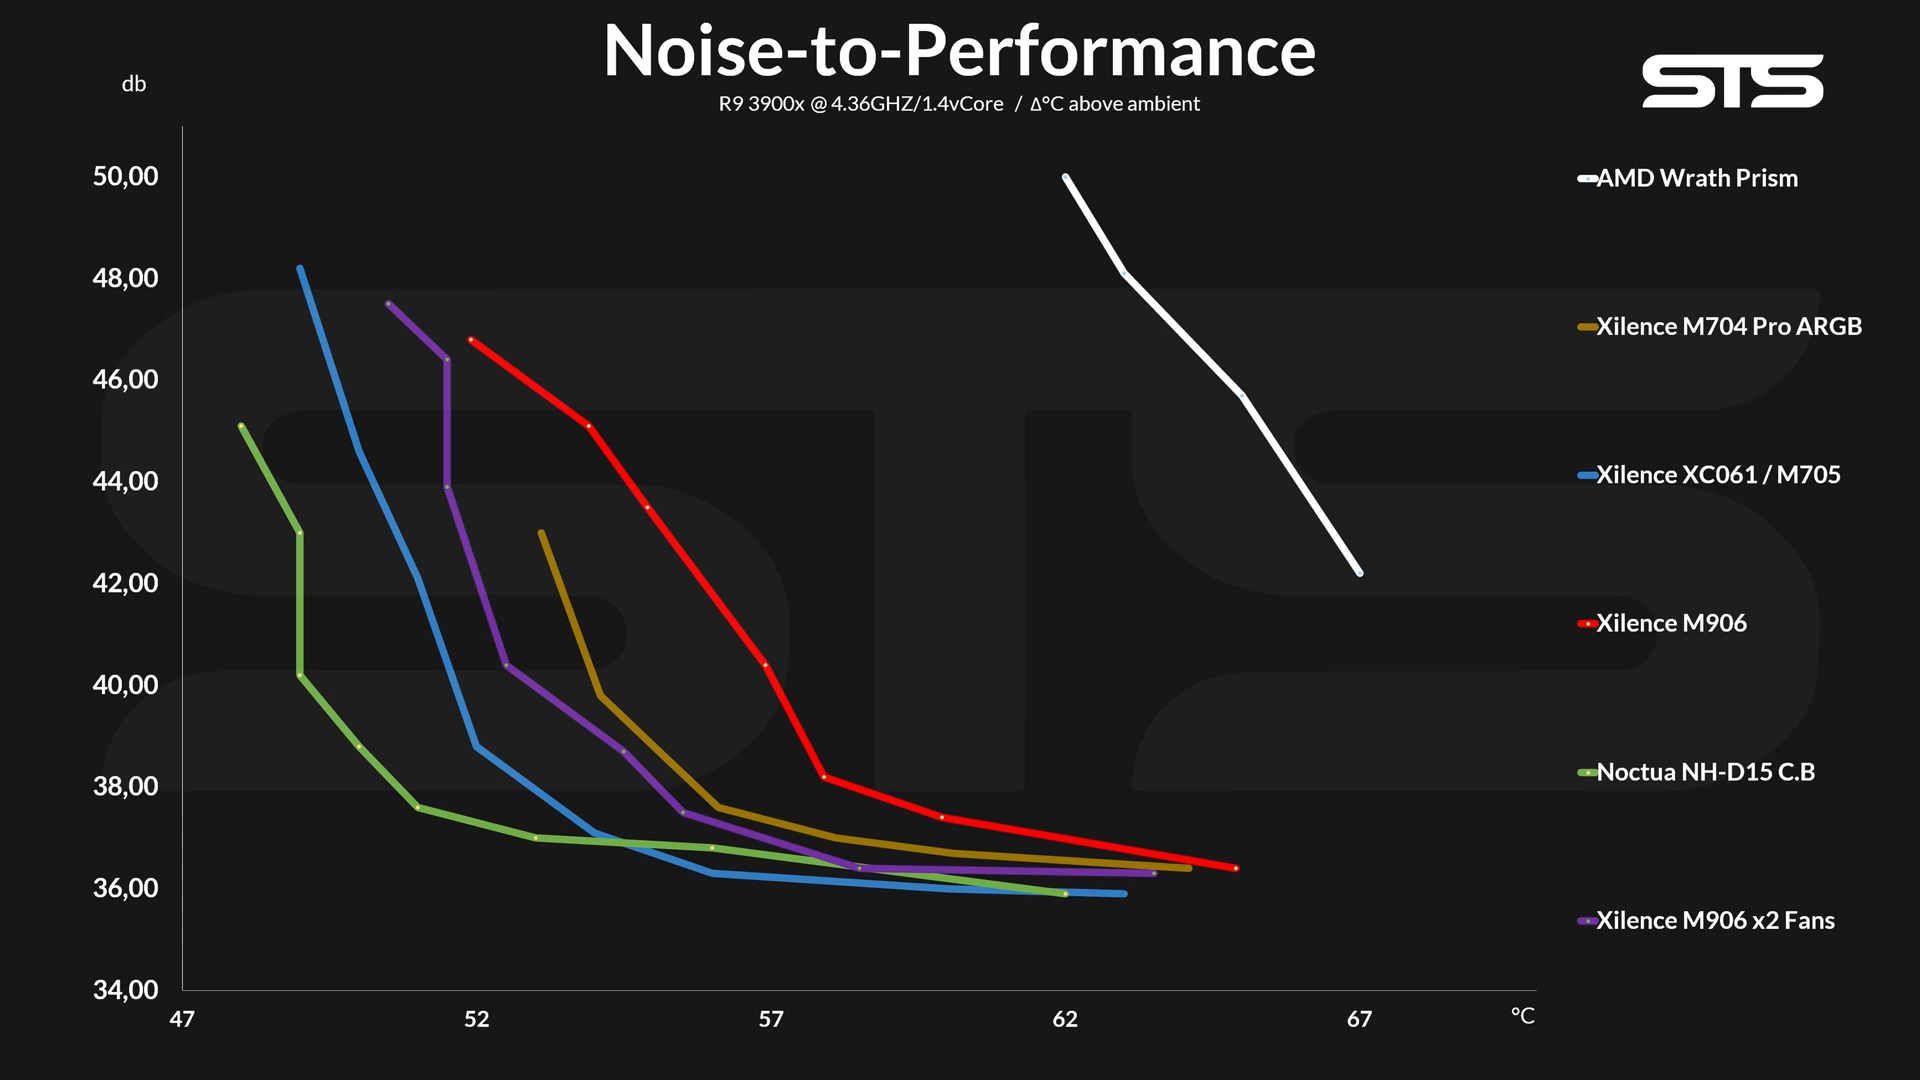 Noise-to-Performance
R9 3900x @ 4.36GHZ/1.4vCore / Δ°C above ambient
STS
db
50,00
48,00
46,00
44,00
42,00
40,00
38,00
36,00
34,00
47
52
57
62
67
°C
AMD Wrath Prism
Xilence M704 Pro ARGB
Xilence XC061 / M705
Xilence M906
Noctua NH-D15 C.B
Xilence M906 x2 Fans